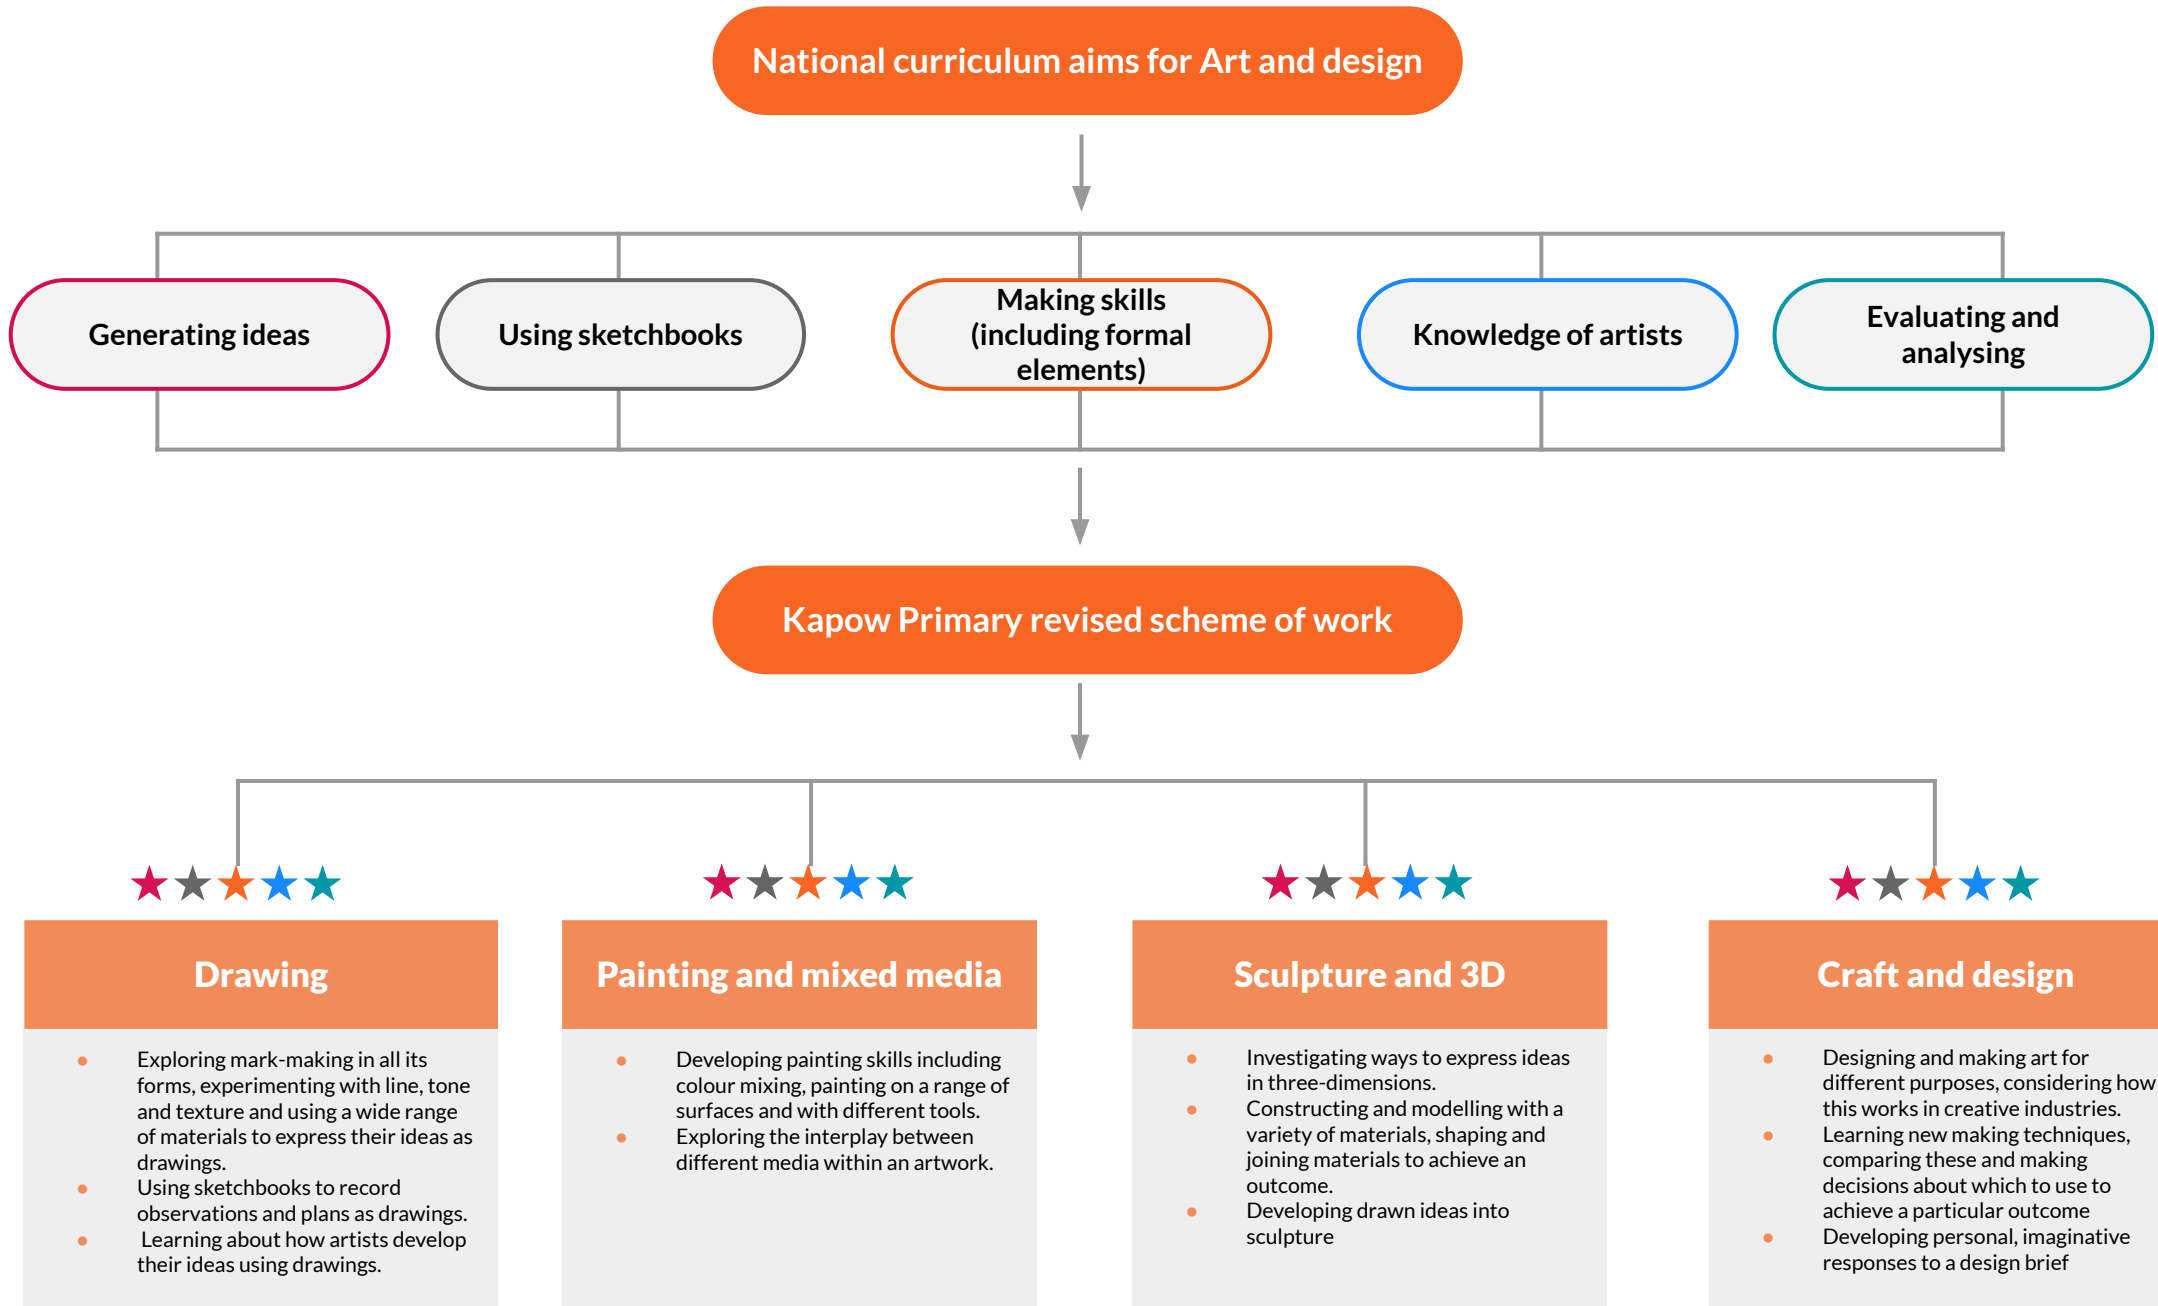 National curriculum aims for Art and design
Generating ideas
Using sketchbooks
Making skills
(including formal
elements)
Knowledge of artists
Evaluating and
analysing
Kapow Primary revised scheme of work
Drawing
● Exploring mark-making in all its
forms, experimenting with line, tone
and texture and using a wide range
of materials to express their ideas as
drawings.
● Using sketchbooks to record
observations and plans as drawings.
● Learning about how artists develop
their ideas using drawings.
Painting and mixed media
● Developing painting skills including
colour mixing, painting on a range of
surfaces and with different tools.
● Exploring the interplay between
different media within an artwork.
Sculpture and 3D
● Investigating ways to express ideas
in three-dimensions.
● Constructing and modelling with a
variety of materials, shaping and
joining materials to achieve an
outcome.
● Developing drawn ideas into
sculpture
Craft and design
● Designing and making art for
different purposes, considering how
this works in creative industries.
● Learning new making techniques,
comparing these and making
decisions about which to use to
achieve a particular outcome
● Developing personal, imaginative
responses to a design brief